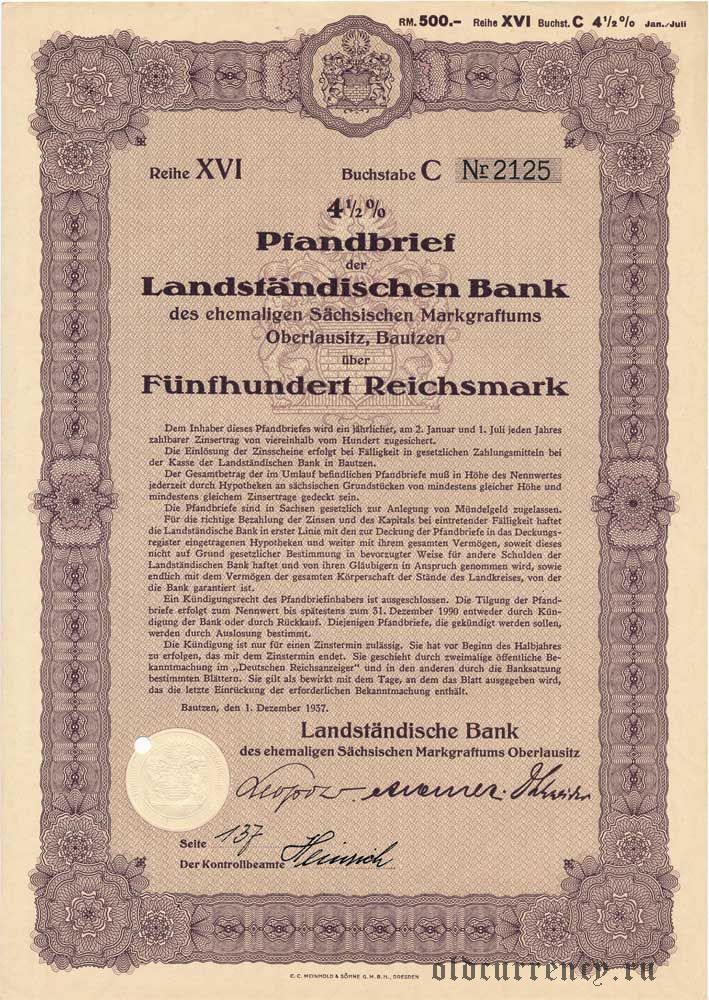 RM. 500.- Reihe XVI Buchst. C 4 1/2 % Jan./Juli
Reihe XVI Buchstabe C Nr 2125
4 1/2 %
Pfandbrief
der
Landständischen Bank
des ehemaligen Sächsischen Markgraftums
Oberlausitz, Bautzen
über
Fünfhundert Reichsmark
Dem Inhaber dieses Pfandbriefes wird ein jährlicher, am 2. Januar und 1. Juli jeden Jahres
zahlbarer Zinsertrag von viereinhalb vom Hundert zugesichert.
Die Einlösung der Zinsscheine erfolgt bei Fälligkeit in gesetzlichen Zahlungsmitteln bei
der Kasse der Landständischen Bank in Bautzen.
Der Gesamtbetrag der im Umlauf befindlichen Pfandbriefe muß in Höhe des Nennwertes
jederzeit durch Hypotheken an sächsischen Grundstücken von mindestens gleicher Höhe und
mindestens gleichem Zinsertrage gedeckt sein.
Die Pfandbriefe sind in Sachsen gesetzlich zur Anlegung von Mündelgeld zugelassen.
Für die richtige Bezahlung der Zinsen und des Kapitals bei eintretender Fälligkeit haftet
die Landständische Bank in erster Linie mit den zur Deckung der Pfandbriefe in das Deckungs-
register eingetragenen Hypotheken und weiter mit ihrem gesamten Vermögen, soweit dieses
nicht auf Grund gesetzlicher Bestimmung in bevorzugter Weise für andere Schulden der
Landständischen Bank haftet und von ihren Gläubigern in Anspruch genommen wird, sowie
endlich mit dem Vermögen der gesamten Körperschaft der Stände des Landkreises, von der
die Bank garantiert ist.
Ein Kündigungsrecht des Pfandbriefinhabers ist ausgeschlossen. Die Tilgung der Pfand-
briefe erfolgt zum Nennwert bis spätestens zum 31. Dezember 1990 entweder durch Kün-
digung der Bank oder durch Rückkauf. Diejenigen Pfandbriefe, die gekündigt werden sollen,
werden durch Auslosung bestimmt.
Die Kündigung ist nur für einen Zinstermin zulässig. Sie hat vor Beginn des Halbjahres
zu erfolgen, das mit dem Zinstermin endet. Sie geschieht durch zweimalige öffentliche Be-
kanntmachung im „Deutschen Reichsanzeiger" und in den anderen durch die Banksatzung
bestimmten Blättern. Sie gilt als bewirkt mit dem Tage, an dem das Blatt ausgegeben wird,
das die letzte Einrückung der erforderlichen Bekanntmachung enthält.
Bautzen, den 1. Dezember 1937.
Landständische Bank
des ehemaligen Sächsischen Markgraftums Oberlausitz
Seite 137
Der Kontrollbeamte Heinrich
C. C. MEINHOLD & SÖHNE G. M. B. H., DRESDEN
oldcurrency.ru